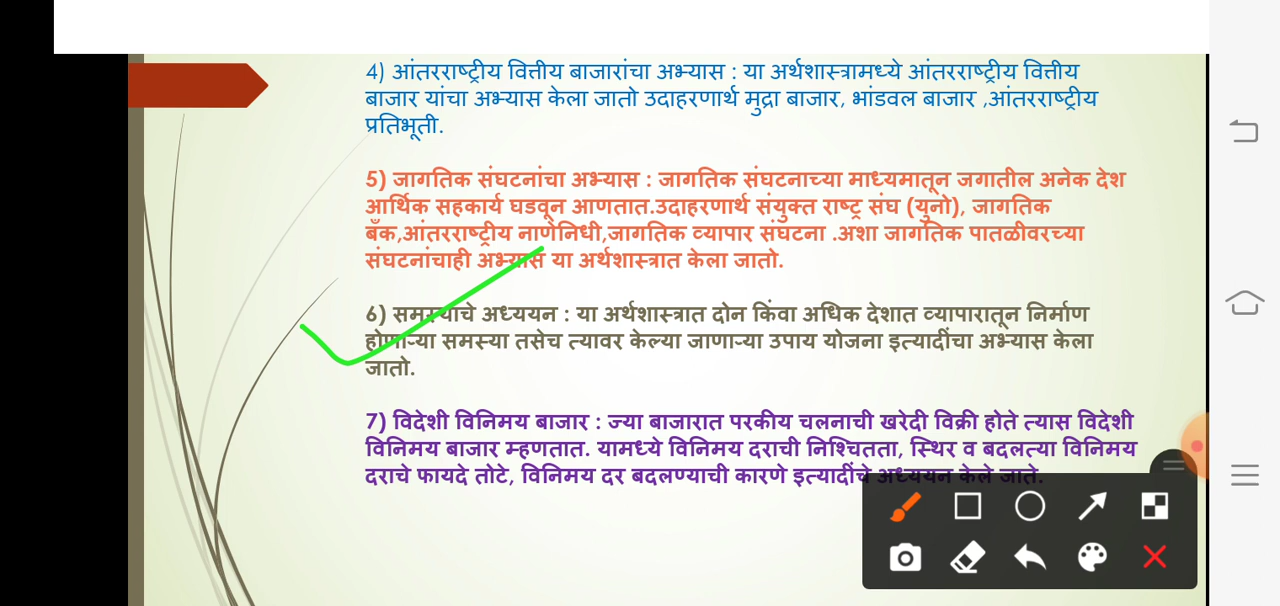 4) आंतरराष्ट्रीय वित्तीय बाजारांचा अभ्यास : या अर्थशास्त्रामध्ये आंतरराष्ट्रीय वित्तीय
बाजार यांचा अभ्यास केला जातो उदाहरणार्थ मुद्रा बाजार, भांडवल बाजार ,आंतरराष्ट्रीय
प्रतिभूती.
5) जागतिक संघटनांचा अभ्यास : जागतिक संघटनाच्या माध्यमातून जगातील अनेक देश
आर्थिक सहकार्य घडवून आणतात.उदाहरणार्थ संयुक्त राष्ट्र संघ (युनो), जागतिक
बँक,आंतरराष्ट्रीय नाणेनिधी,जागतिक व्यापार संघटना .अशा जागतिक पातळीवरच्या
संघटनांचाही अभ्यास या अर्थशास्त्रात केला जातो.
6) समस्याचे अध्ययन : या अर्थशास्त्रात दोन किंवा अधिक देशात व्यापारातून निर्माण
होणाऱ्या समस्या तसेच त्यावर केल्या जाणाऱ्या उपाय योजना इत्यादींचा अभ्यास केला
जातो.
7) विदेशी विनिमय बाजार : ज्या बाजारात परकीय चलनाची खरेदी विक्री होते त्यास विदेशी
विनिमय बाजार म्हणतात. यामध्ये विनिमय दराची निश्चितता, स्थिर व बदलत्या विनिमय
दराचे फायदे तोटे, विनिमय दर बदलण्याची कारणे इत्यादींचे अध्ययन केले जाते.